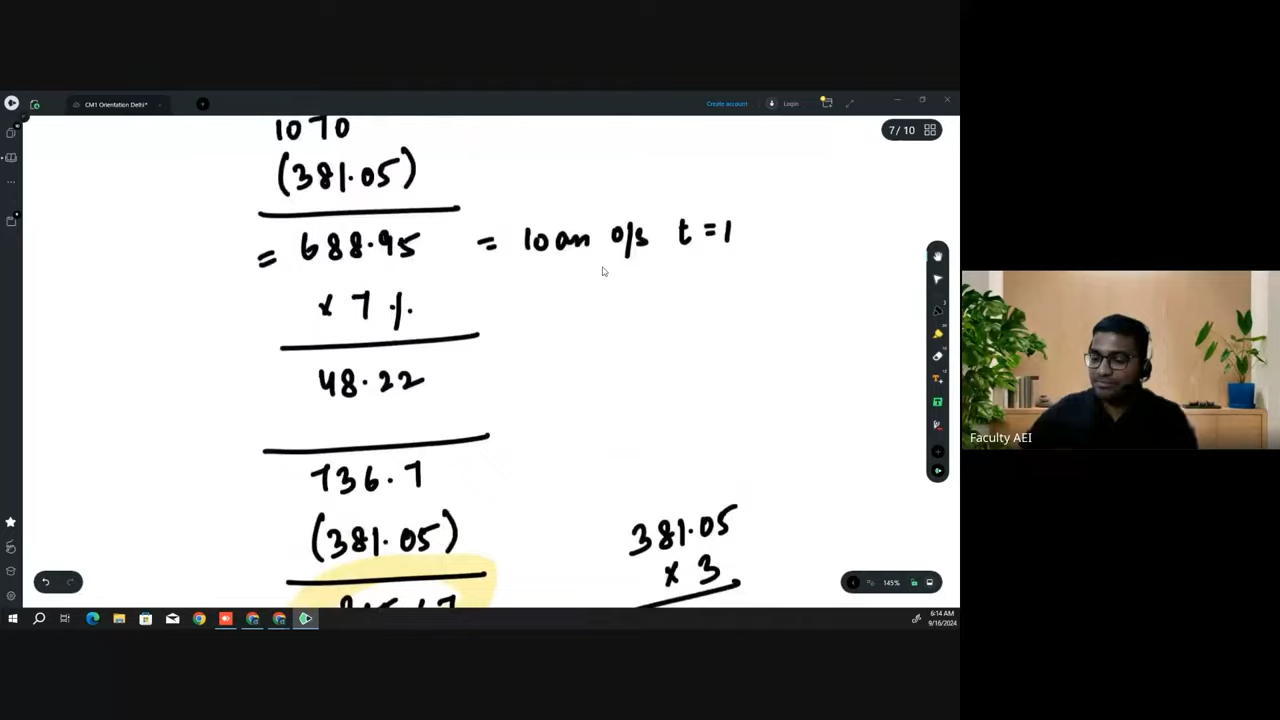 CM1 Orientation Delhi*
Create account
Login
7 / 10
1070
(381.05)
= 688.95 = loan o/s t = 1
x 7 %
48.22
736.7
(381.05)
381.05
x 3
Faculty AEI
145%
6:14 AM
9/16/2024